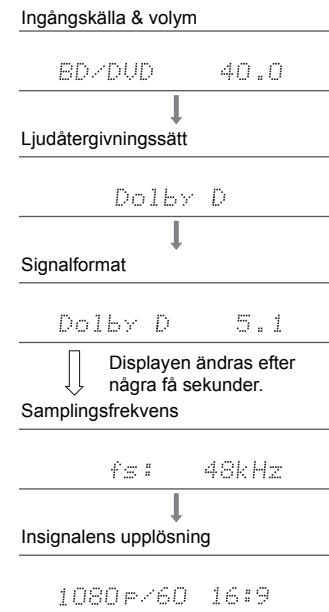 Ingångskälla & volym
BD/DVD 40.0
Ljudåtergivningssätt
Dolby D
Signalformat
Dolby D 5.1
Displayen ändras efter
några få sekunder.
Samplingsfrekvens
fs: 48kHz
Insignalens upplösning
1080p/60 16:9